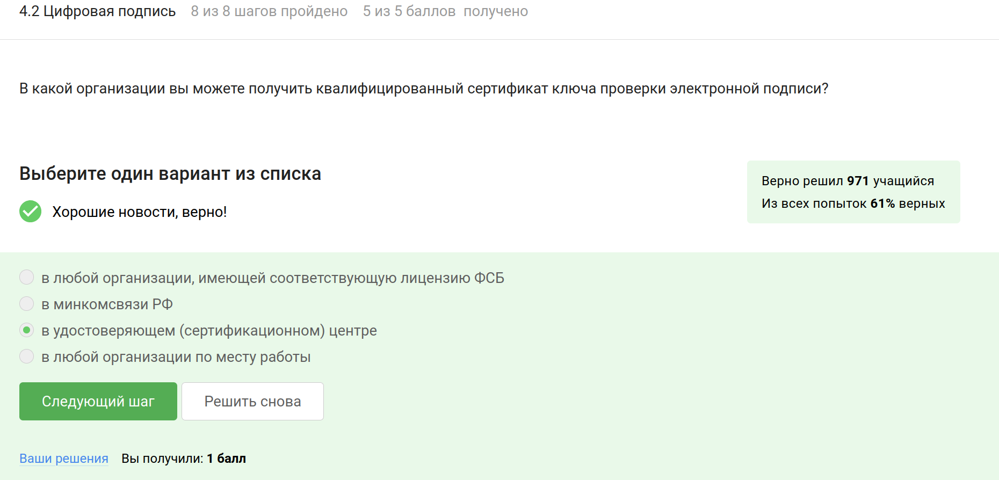 4.2 Цифровая подпись 8 из 8 шагов пройдено 5 из 5 баллов получено
В какой организации вы можете получить квалифицированный сертификат ключа проверки электронной подписи?
Выберите один вариант из списка
Хорошие новости, верно!
Верно решил 971 учащийся
Из всех попыток 61% верных
в любой организации, имеющей соответствующую лицензию ФСБ
в минкомсвязи РФ
в удостоверяющем (сертификационном) центре
в любой организации по месту работы
Следующий шаг Решить снова
Ваши решения Вы получили: 1 балл